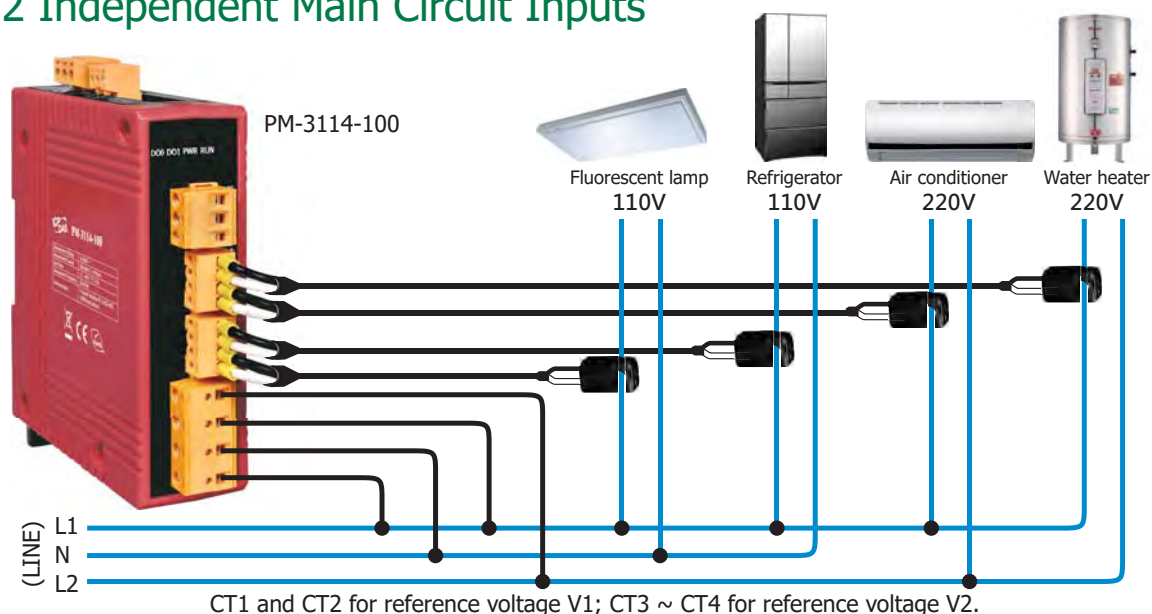 2 Independent Main Circuit Inputs
PM-3114-100
DO0 DO1 PWR RUN
PM-3114-100
CE
Fluorescent lamp
110V
Refrigerator
110V
Air conditioner
220V
Water heater
220V
(LINE)
L1
N
L2
CT1 and CT2 for reference voltage V1; CT3 ~ CT4 for reference voltage V2.